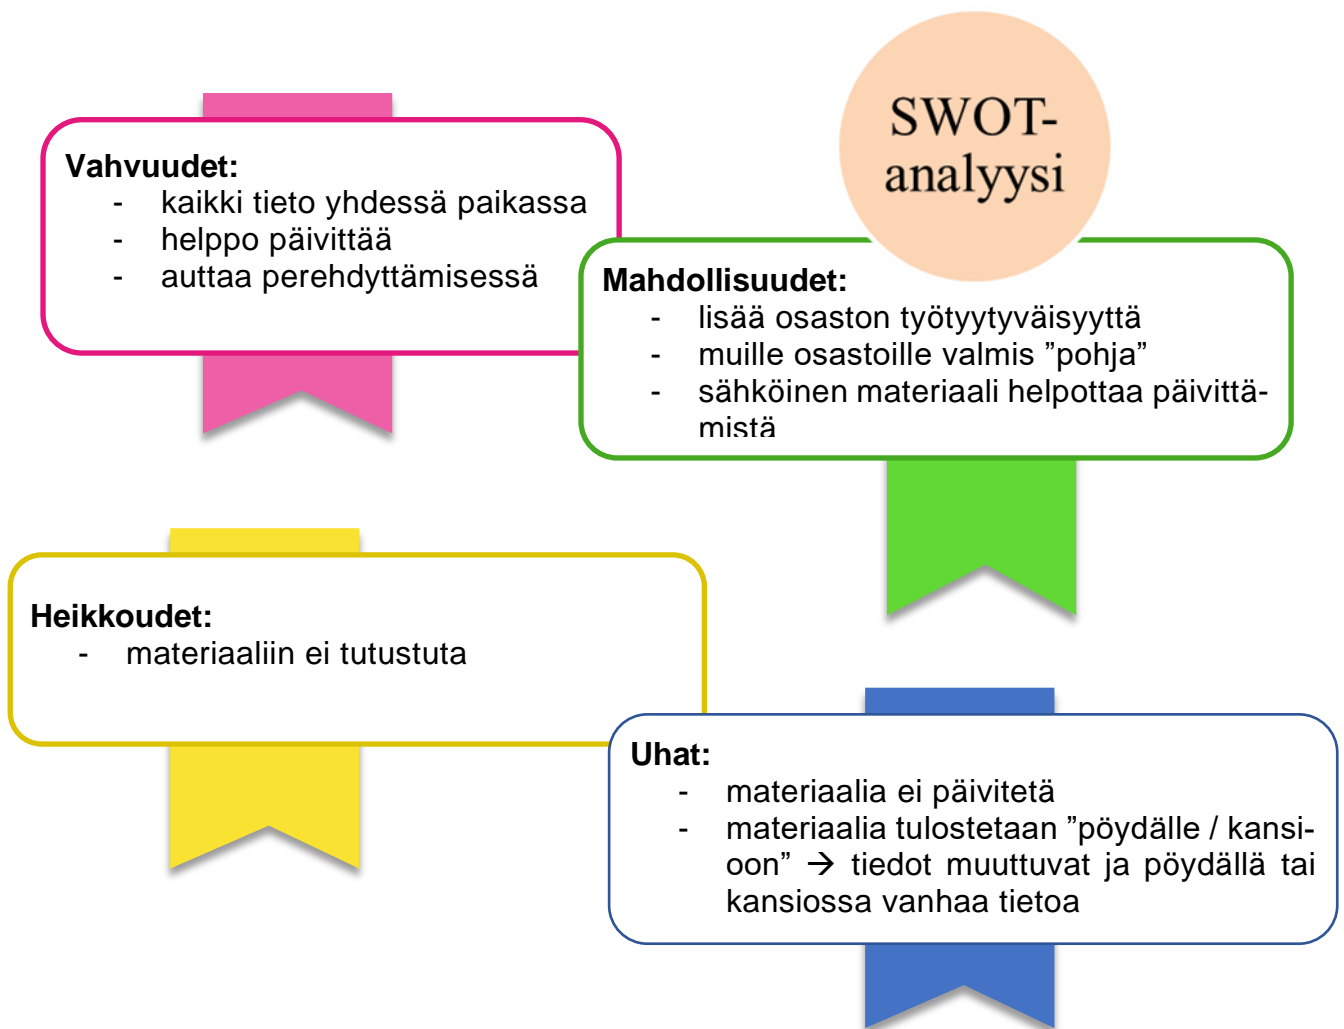 SWOT-
analyysi
Vahvuudet:
- kaikki tieto yhdessä paikassa
- helppo päivittää
- auttaa perehdyttämisessä
Mahdollisuudet:
- lisää osaston työtyytyväisyyttä
- muille osastoille valmis ”pohja”
- sähköinen materiaali helpottaa päivittä-
mistä
Heikkoudet:
- materiaaliin ei tutustuta
Uhat:
- materiaalia ei päivitetä
- materiaalia tulostetaan ”pöydälle / kansi-
oon” → tiedot muuttuvat ja pöydällä tai
kansiossa vanhaa tietoa